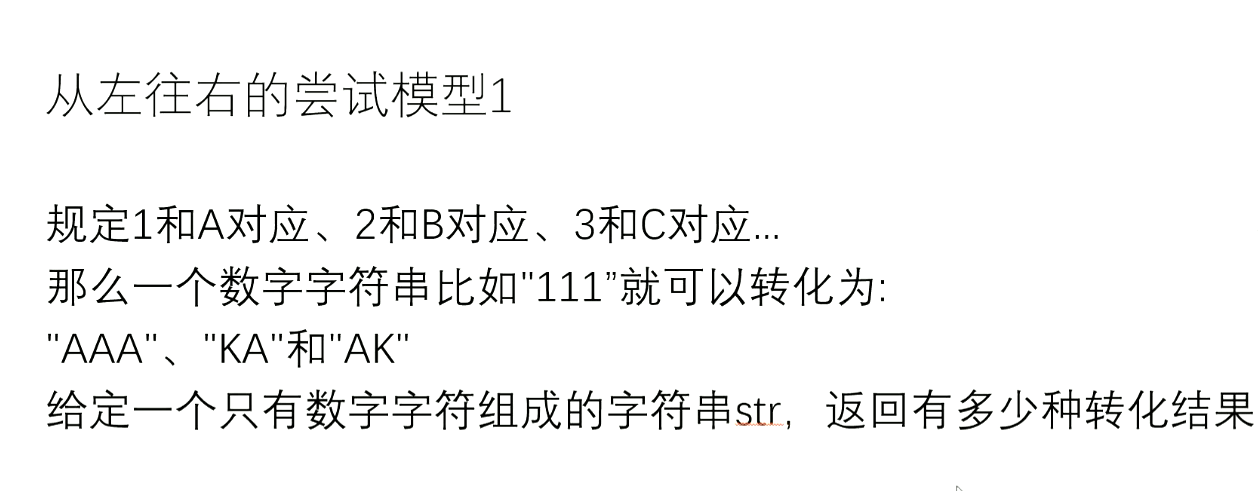 从左往右的尝试模型1
规定1和A对应、2和B对应、3和C对应...
那么一个数字字符串比如"111”就可以转化为:
"AAA"、"KA"和"AK"
给定一个只有数字字符组成的字符串str，返回有多少种转化结果